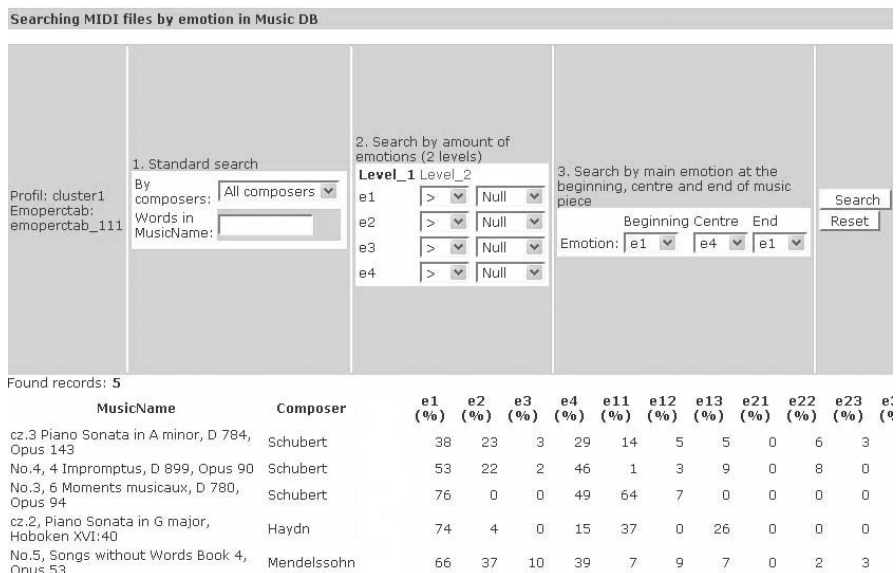 Searching MIDI files by emotion in Music DB
Profil: cluster1
Emoperctab:
emoperctab_111
1. Standard search
By
composers: All composers
Words in
MusicName:
2. Search by amount of
emotions (2 levels)
Level_1 Level_2
e1 > Null
e2 > Null
e3 > Null
e4 > Null
3. Search by main emotion at the
beginning, centre and end of music
piece
Beginning Centre End
Emotion: e1 e4 e1
Search
Reset
Found records: 5
MusicName Composer e1 (%) e2 (%) e3 (%) e4 (%) e11 (%) e12 (%) e13 (%) e21 (%) e22 (%) e23 (%)
cz.3 Piano Sonata in A minor, D 784,
Opus 143 Schubert 38 23 3 29 14 5 5 0 6 3
No.4, 4 Impromptus, D 899, Opus 90 Schubert 53 22 2 46 1 3 9 0 8 0
No.3, 6 Moments musicaux, D 780,
Opus 94 Schubert 76 0 0 49 64 7 0 0 0 0
cz.2, Piano Sonata in G major,
Hoboken XVI:40 Haydn 74 4 0 15 37 0 26 0 0 0
No.5, Songs without Words Book 4,
Opus 53 Mendelssohn 66 37 10 39 7 9 7 0 2 3